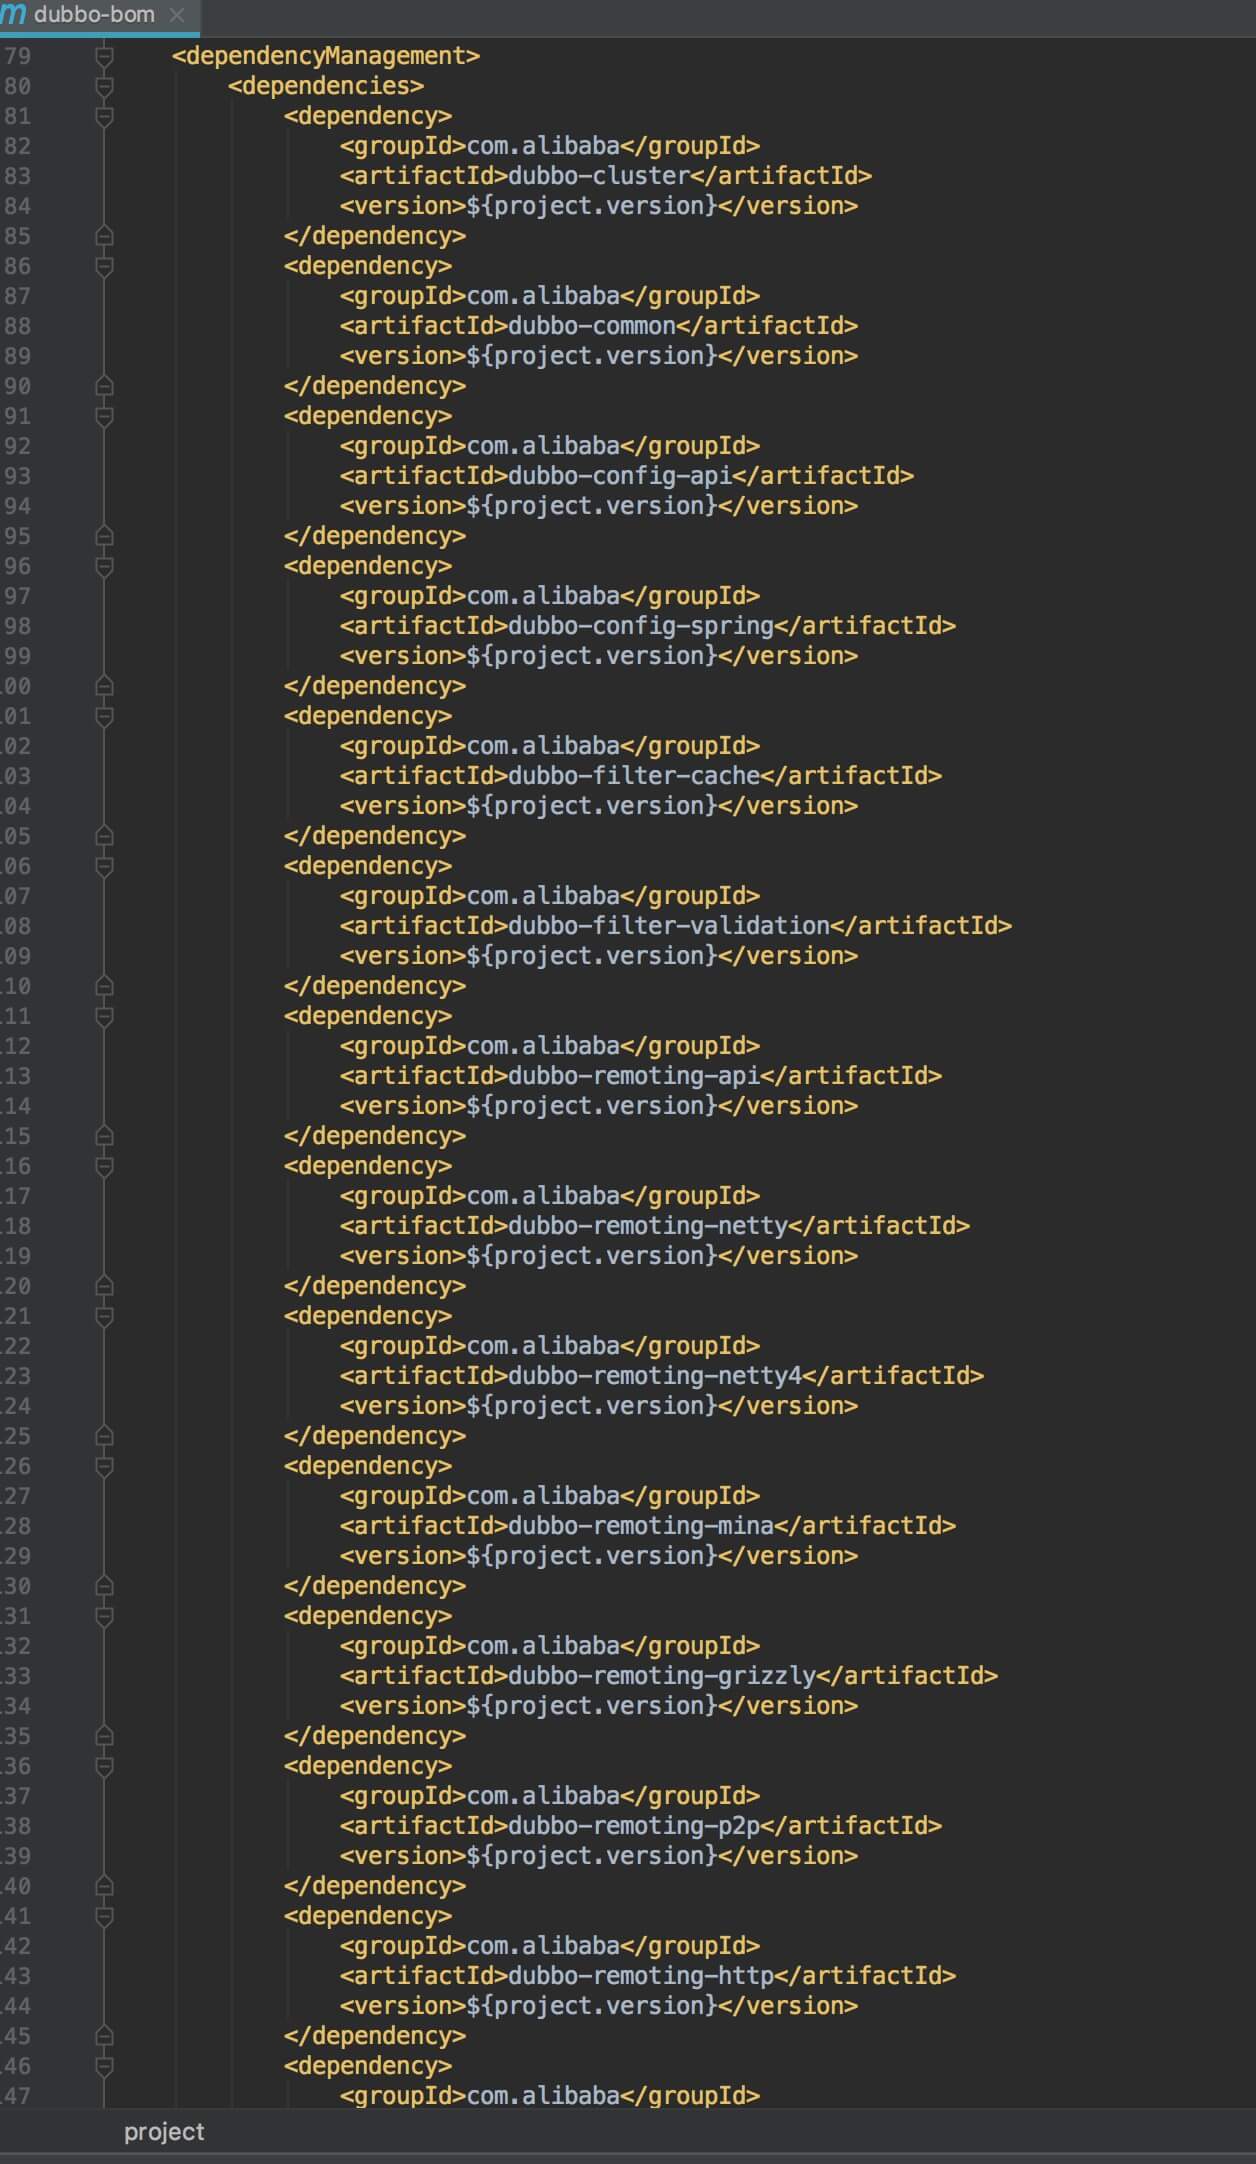 m dubbo-bom ×
79 <dependencyManagement>
80 <dependencies>
81 <dependency>
82 <groupId>com.alibaba</groupId>
83 <artifactId>dubbo-cluster</artifactId>
84 <version>${project.version}</version>
85 </dependency>
86 <dependency>
87 <groupId>com.alibaba</groupId>
88 <artifactId>dubbo-common</artifactId>
89 <version>${project.version}</version>
90 </dependency>
91 <dependency>
92 <groupId>com.alibaba</groupId>
93 <artifactId>dubbo-config-api</artifactId>
94 <version>${project.version}</version>
95 </dependency>
96 <dependency>
97 <groupId>com.alibaba</groupId>
98 <artifactId>dubbo-config-spring</artifactId>
99 <version>${project.version}</version>
00 </dependency>
01 <dependency>
02 <groupId>com.alibaba</groupId>
03 <artifactId>dubbo-filter-cache</artifactId>
04 <version>${project.version}</version>
05 </dependency>
06 <dependency>
07 <groupId>com.alibaba</groupId>
08 <artifactId>dubbo-filter-validation</artifactId>
09 <version>${project.version}</version>
10 </dependency>
11 <dependency>
12 <groupId>com.alibaba</groupId>
13 <artifactId>dubbo-remoting-api</artifactId>
14 <version>${project.version}</version>
15 </dependency>
16 <dependency>
17 <groupId>com.alibaba</groupId>
18 <artifactId>dubbo-remoting-netty</artifactId>
19 <version>${project.version}</version>
20 </dependency>
21 <dependency>
22 <groupId>com.alibaba</groupId>
23 <artifactId>dubbo-remoting-netty4</artifactId>
24 <version>${project.version}</version>
25 </dependency>
26 <dependency>
27 <groupId>com.alibaba</groupId>
28 <artifactId>dubbo-remoting-mina</artifactId>
29 <version>${project.version}</version>
30 </dependency>
31 <dependency>
32 <groupId>com.alibaba</groupId>
33 <artifactId>dubbo-remoting-grizzly</artifactId>
34 <version>${project.version}</version>
35 </dependency>
36 <dependency>
37 <groupId>com.alibaba</groupId>
38 <artifactId>dubbo-remoting-p2p</artifactId>
39 <version>${project.version}</version>
40 </dependency>
41 <dependency>
42 <groupId>com.alibaba</groupId>
43 <artifactId>dubbo-remoting-http</artifactId>
44 <version>${project.version}</version>
45 </dependency>
46 <dependency>
47 <groupId>com.alibaba</groupId>
project